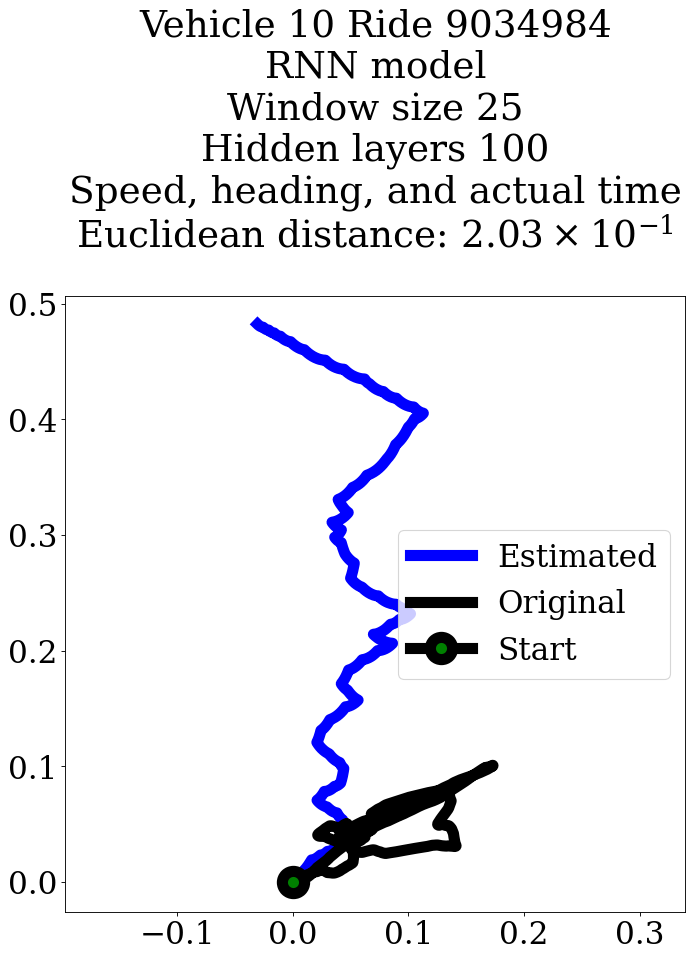 Vehicle 10 Ride 9034984
RNN model
Window size 25
Hidden layers 100
Speed, heading, and actual time
Euclidean distance: 2.03 × 10⁻¹
0.5
0.4
0.3
0.2
0.1
0.0
Estimated
Original
Start
−0.1 0.0 0.1 0.2 0.3